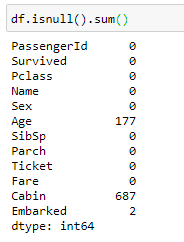 df.isnull().sum()
PassengerId 0
Survived 0
Pclass 0
Name 0
Sex 0
Age 177
SibSp 0
Parch 0
Ticket 0
Fare 0
Cabin 687
Embarked 2
dtype: int64